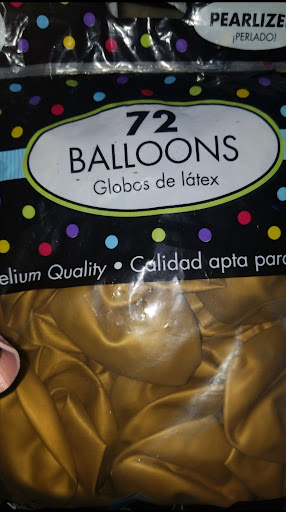 PEARLIZE
¡PERLADO!
72
BALLOONS
Globos de látex
elium Quality • Calidad apta para